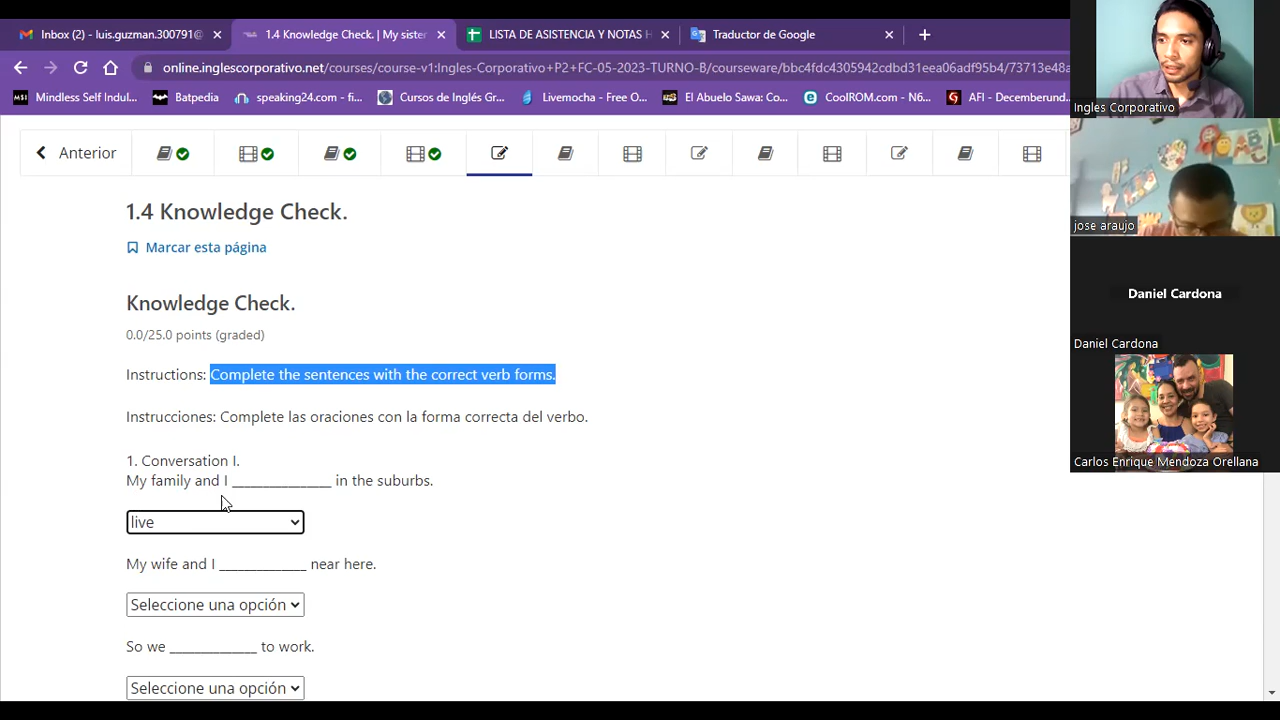 Inbox (2) - luis.guzman.300791@
1.4 Knowledge Check. | My sister
LISTA DE ASISTENCIA Y NOTAS H
Traductor de Google
online.inglescorporativo.net/courses/course-v1:Ingles-Corporativo+P2+FC-05-2023-TURNO-B/courseware/bbc4fdc4305942cdbd31eea06adf95b4/73713e48a
Mindless Self Indul...
Batpedia
speaking24.com - fi...
Cursos de Inglés Gr...
Livemocha - Free O...
El Abuelo Sawa: Co...
CoolROM.com - N6...
AFI - Decemberund...
Ingles Corporativo
Anterior
jose araujo
1.4 Knowledge Check.
Marcar esta página
Daniel Cardona
Daniel Cardona
Knowledge Check.
0.0/25.0 points (graded)
Instructions: Complete the sentences with the correct verb forms.
Instrucciones: Complete las oraciones con la forma correcta del verbo.
Carlos Enrique Mendoza Orellana
1. Conversation I.
My family and I ________________ in the suburbs.
live
My wife and I ______________ near here.
Seleccione una opción
So we ______________ to work.
Seleccione una opción